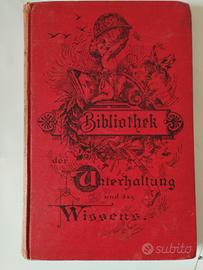 Bibliothek
der
Unterhaltung
und des
Wissens.
subito